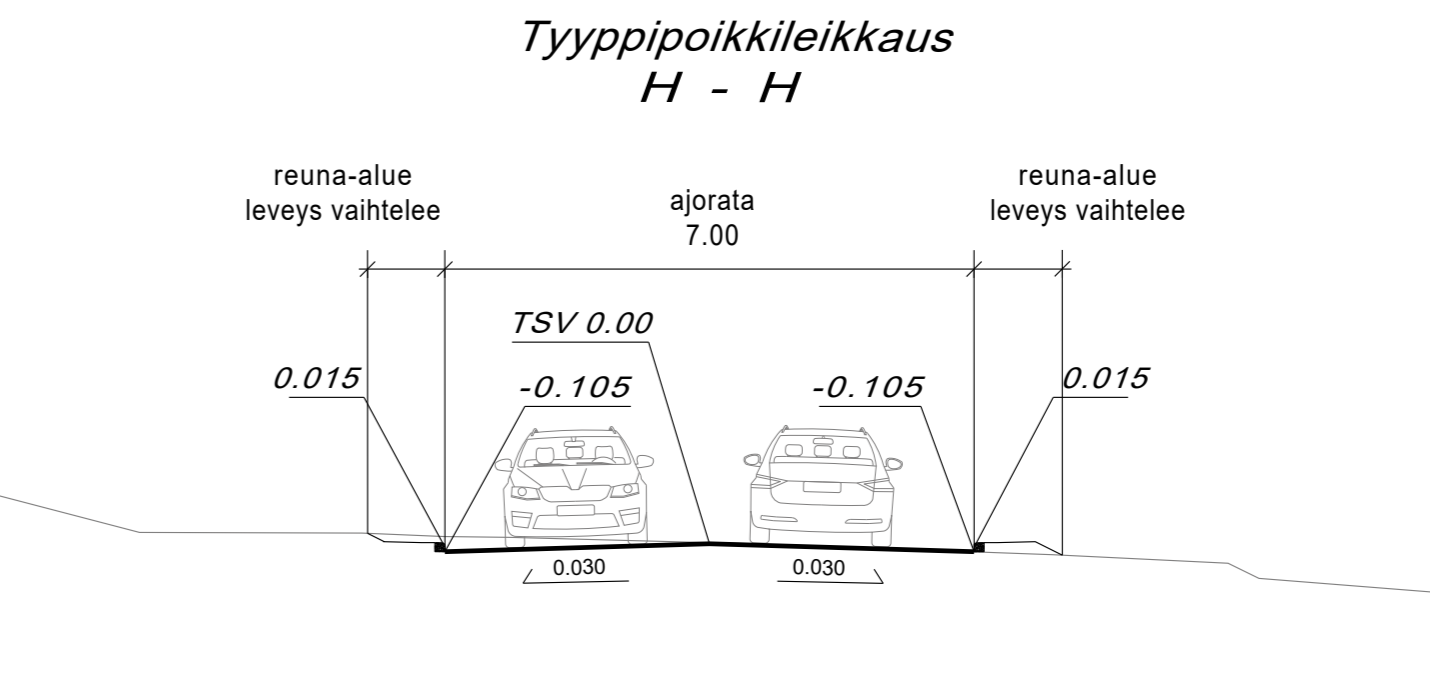 Tyyppipoikkileikkaus
H - H
reuna-alue
leveys vaihtelee
ajorata
7.00
reuna-alue
leveys vaihtelee
TSV 0.00
0.015
-0.105
-0.105
0.015
0.030
0.030